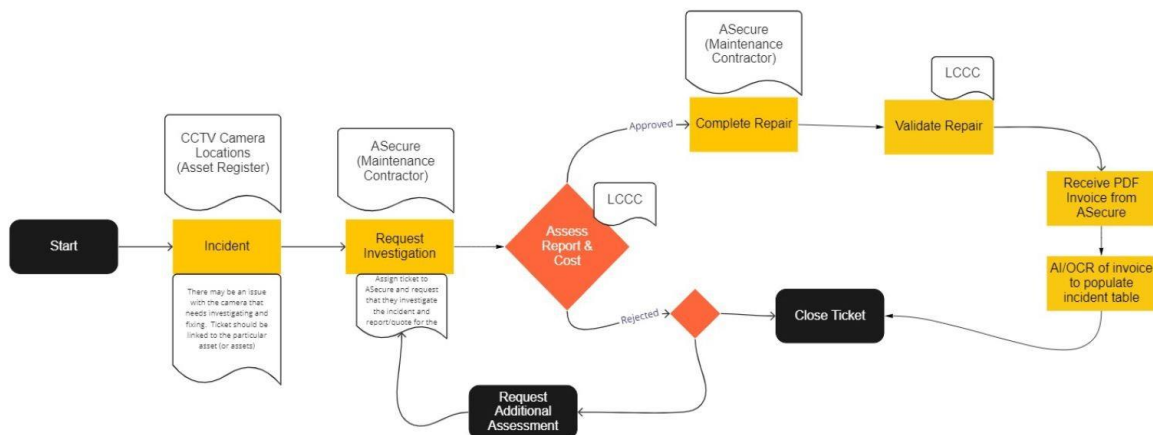 ASecure
(Maintenance
Contractor)
LCCC
Approved
Complete Repair
Validate Repair
CCTV Camera
Locations
(Asset Register)
ASecure
(Maintenance
Contractor)
LCCC
Receive PDF
Invoice from
ASecure
Start
Incident
Request
Investigation
Assess
Report &
Cost
There may be an issue
with the camera that
needs investigating and
fixing. Ticket should be
linked to the particular
asset (or assets)
Assign ticket to
ASecure and request
that they investigate
the incident and
report/quote for the
AI/OCR of invoice
to populate
incident table
Rejected
Close Ticket
Request
Additional
Assessment